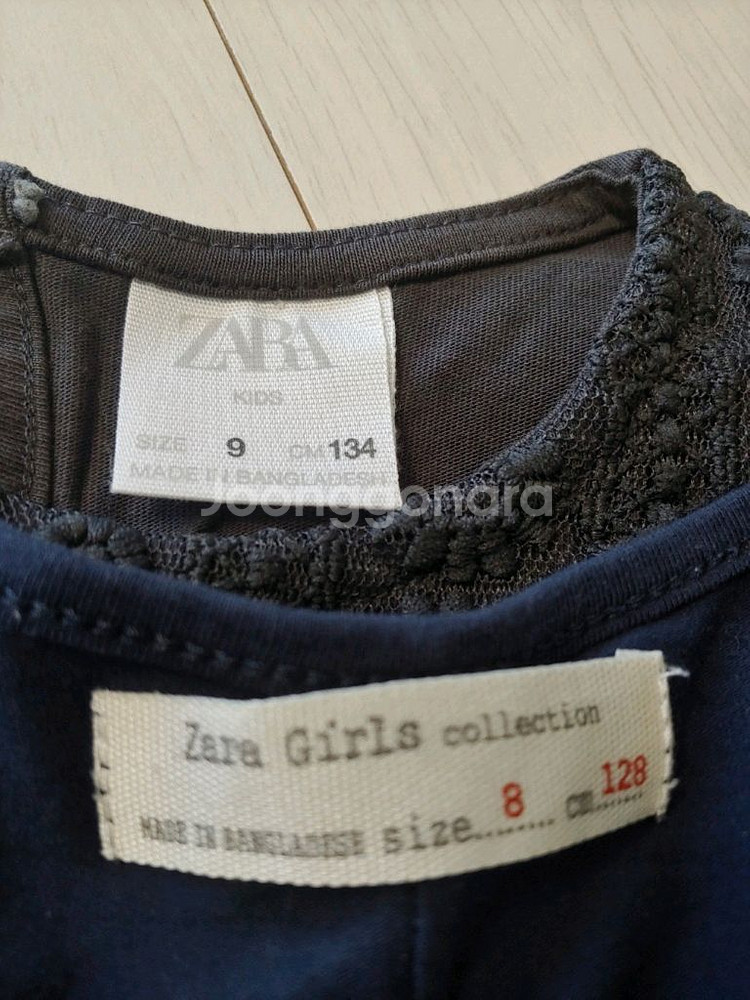 ZARA
KIDS
SIZE 9 CM 134
MADE IN BANGLADESH
Joonggonara
Zara Girls collection
MADE IN BANGLADESH size........ 8 cm....... 128